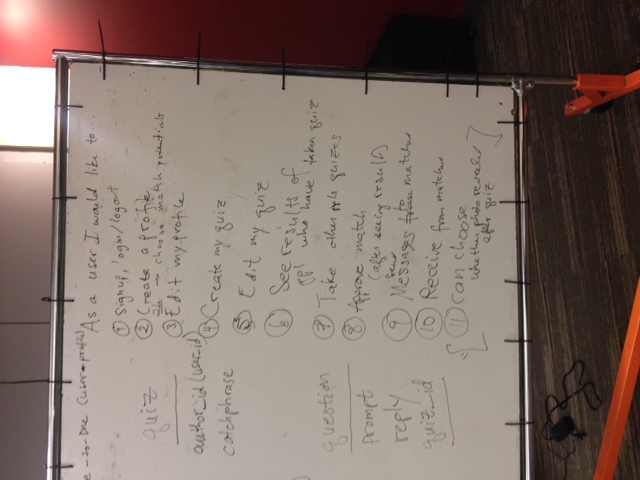 to-One (user-profile)
As a user I would like to...
① Signup, login/logout
② Create a profile
2b → choose match potentials
③ Edit my profile
④ Create my quiz
⑤ Edit my quiz
⑥ See results of
ppl who have taken quiz
⑦ Take other ppls quizes
⑧ Approve match
(after seeing result)
⑨ send Messages to matches
⑩ Receive from matches
[⑪ Can choose
whether photo reveals
after quiz]
quiz
author_id (user_id)
catchphrase
question
prompt
reply
quiz_id